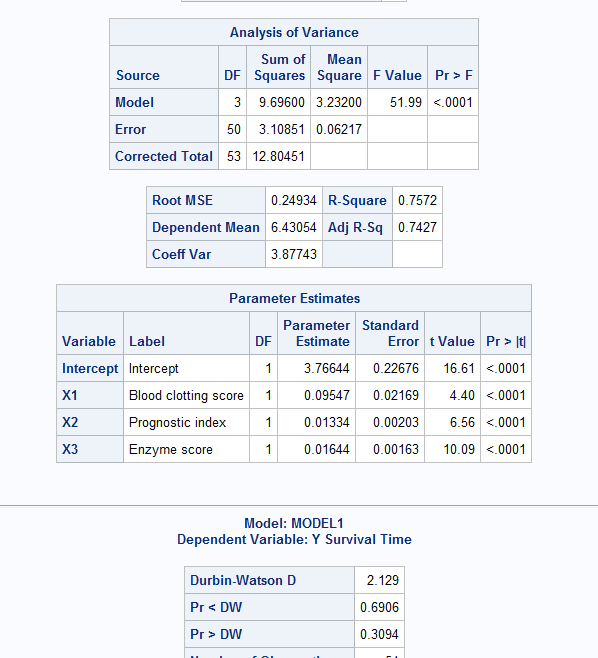 Analysis of Variance
Source DF Sum of Squares Mean Square F Value Pr > F
Model 3 9.69600 3.23200 51.99 <.0001
Error 50 3.10851 0.06217
Corrected Total 53 12.80451
Root MSE 0.24934 R-Square 0.7572
Dependent Mean 6.43054 Adj R-Sq 0.7427
Coeff Var 3.87743
Parameter Estimates
Variable Label DF Parameter Estimate Standard Error t Value Pr > |t|
Intercept Intercept 1 3.76644 0.22676 16.61 <.0001
X1 Blood clotting score 1 0.09547 0.02169 4.40 <.0001
X2 Prognostic index 1 0.01334 0.00203 6.56 <.0001
X3 Enzyme score 1 0.01644 0.00163 10.09 <.0001
Model: MODEL1
Dependent Variable: Y Survival Time
Durbin-Watson D 2.129
Pr < DW 0.6906
Pr > DW 0.3094